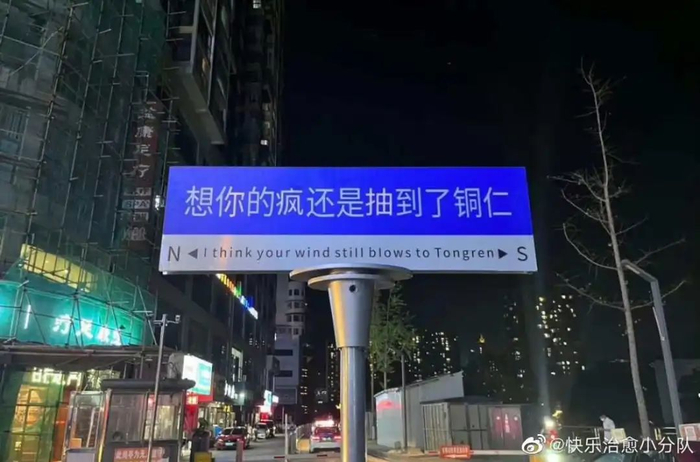 想你的疯还是抽到了铜仁
N ◀ I think your wind still blows to Tongren ▶ S
@快乐治愈小分队